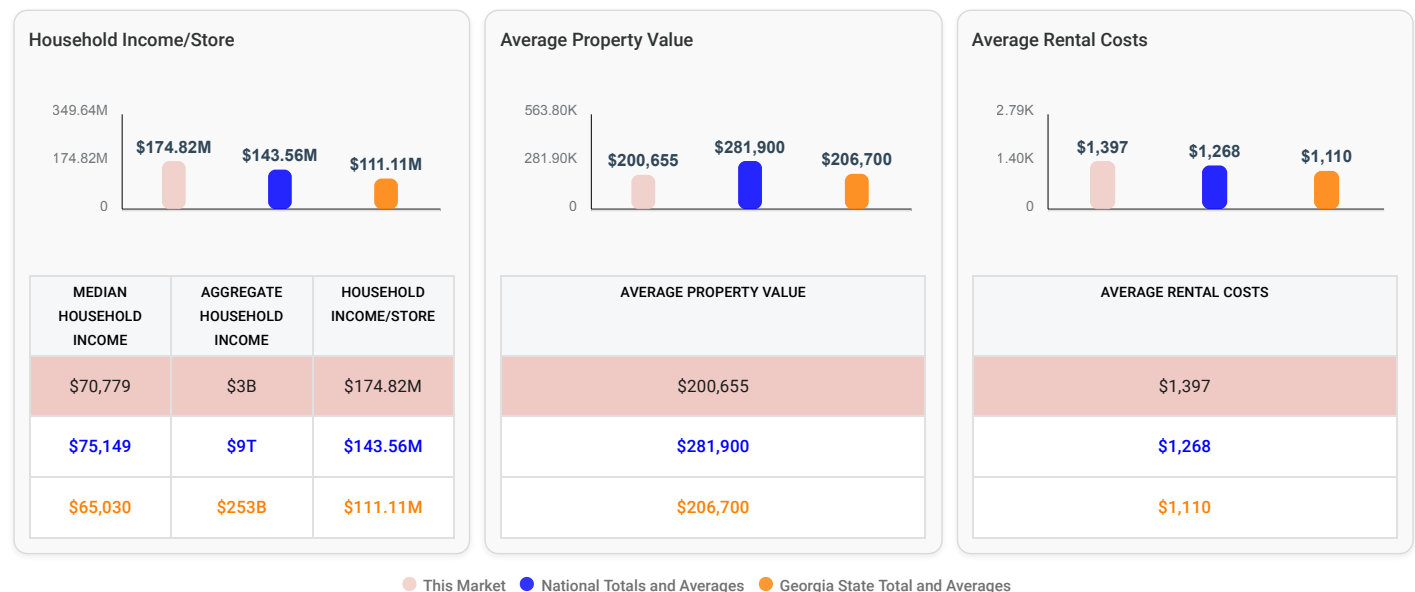 Household Income/Store
349.64M
174.82M
0
$174.82M
$143.56M
$111.11M
MEDIAN HOUSEHOLD INCOME
AGGREGATE HOUSEHOLD INCOME
HOUSEHOLD INCOME/STORE
$70,779 $3B $174.82M
$75,149 $9T $143.56M
$65,030 $253B $111.11M
Average Property Value
563.80K
281.90K
0
$200,655
$281,900
$206,700
AVERAGE PROPERTY VALUE
$200,655
$281,900
$206,700
Average Rental Costs
2.79K
1.40K
0
$1,397
$1,268
$1,110
AVERAGE RENTAL COSTS
$1,397
$1,268
$1,110
This Market National Totals and Averages Georgia State Total and Averages